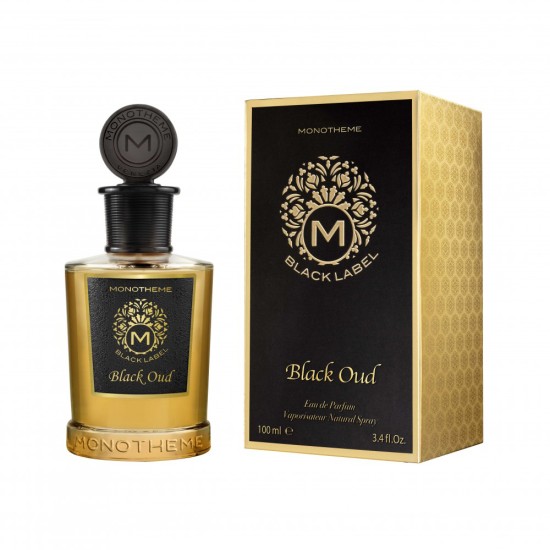 MONOTHEME
M
MONOTHEME
M
BLACK LABEL
Black Oud
MONOTHEME
MONOTHEME
M
BLACK LABEL
Black Oud
Eau de Parfum
Vaporisateur Natural Spray
100 ml ℮
3.4 fl.Oz.